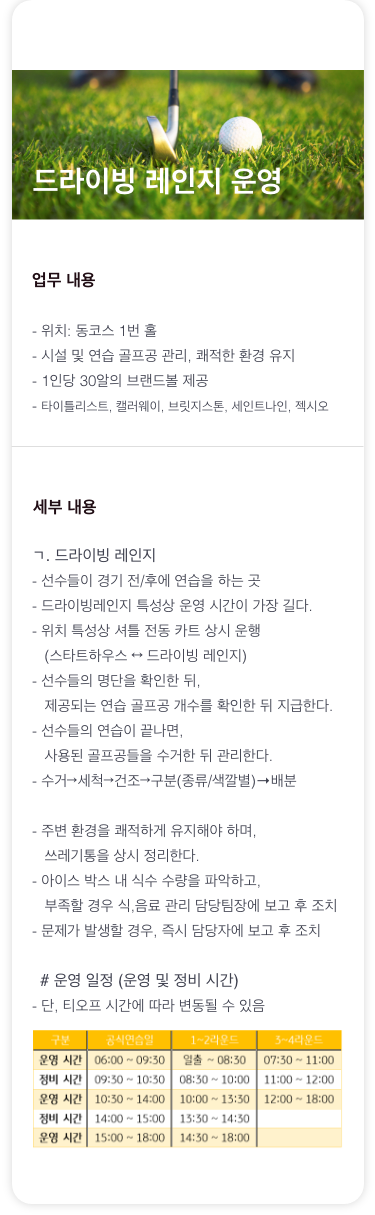 드라이빙 레인지 운영
업무 내용
- 위치: 동코스 1번 홀
- 시설 및 연습 골프공 관리, 쾌적한 환경 유지
- 1인당 30알의 브랜드볼 제공
- 타이틀리스트, 캘러웨이, 브릿지스톤, 세인트나인, 젝시오
세부 내용
ㄱ. 드라이빙 레인지
- 선수들이 경기 전/후에 연습을 하는 곳
- 드라이빙레인지 특성상 운영 시간이 가장 길다.
- 위치 특성상 셔틀 전동 카트 상시 운행
(스타트하우스 ↔ 드라이빙 레인지)
- 선수들의 명단을 확인한 뒤,
제공되는 연습 골프공 개수를 확인한 뒤 지급한다.
- 선수들의 연습이 끝나면,
사용된 골프공들을 수거한 뒤 관리한다.
- 수거→세척→건조→구분(종류/색깔별)→배분
- 주변 환경을 쾌적하게 유지해야 하며,
쓰레기통을 상시 정리한다.
- 아이스 박스 내 식수 수량을 파악하고,
부족할 경우 식,음료 관리 담당팀장에 보고 후 조치
- 문제가 발생할 경우, 즉시 담당자에 보고 후 조치
# 운영 일정 (운영 및 정비 시간)
- 단, 티오프 시간에 따라 변동될 수 있음
구분 공식연습일 1~2라운드 3~4라운드
운영 시간 06:00 ~ 09:30 일출 ~ 08:30 07:30 ~ 11:00
정비 시간 09:30 ~ 10:30 08:30 ~ 10:00 11:00 ~ 12:00
운영 시간 10:30 ~ 14:00 10:00 ~ 13:30 12:00 ~ 18:00
정비 시간 14:00 ~ 15:00 13:30 ~ 14:30
운영 시간 15:00 ~ 18:00 14:30 ~ 18:00